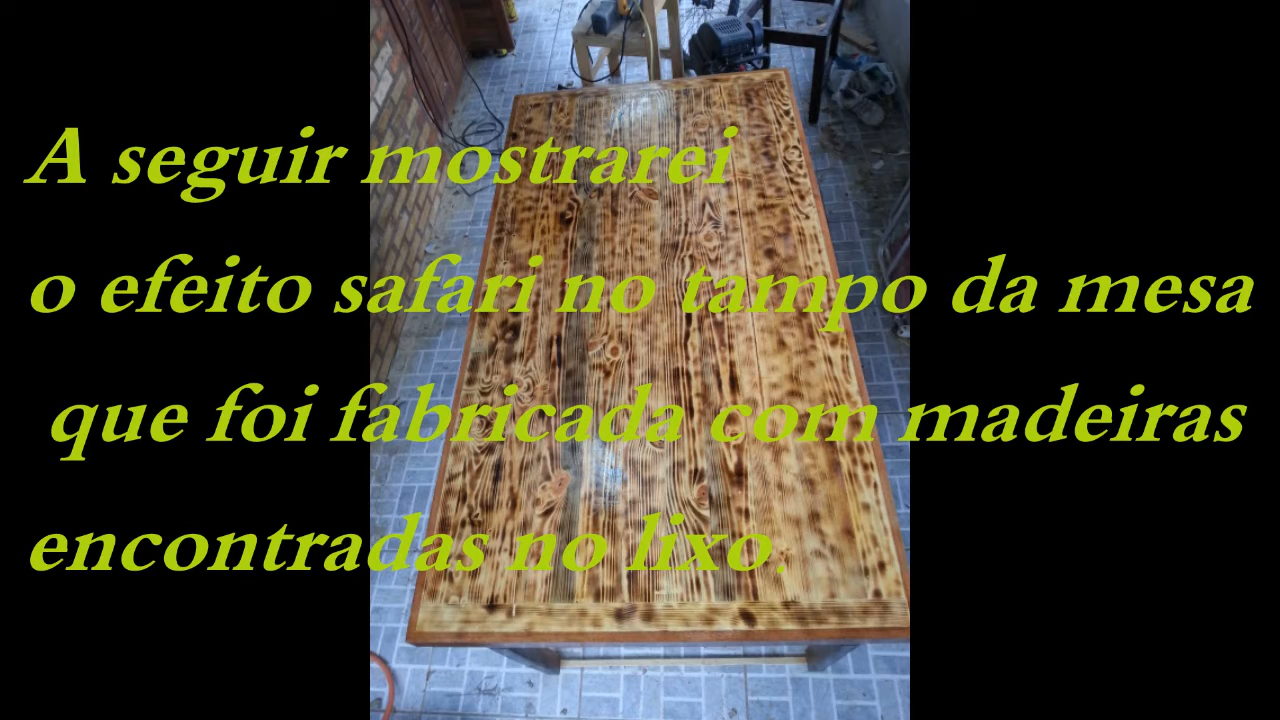 A seguir mostrarei
o efeito safari no tampo da mesa
que foi fabricada com madeiras
encontradas no lixo.